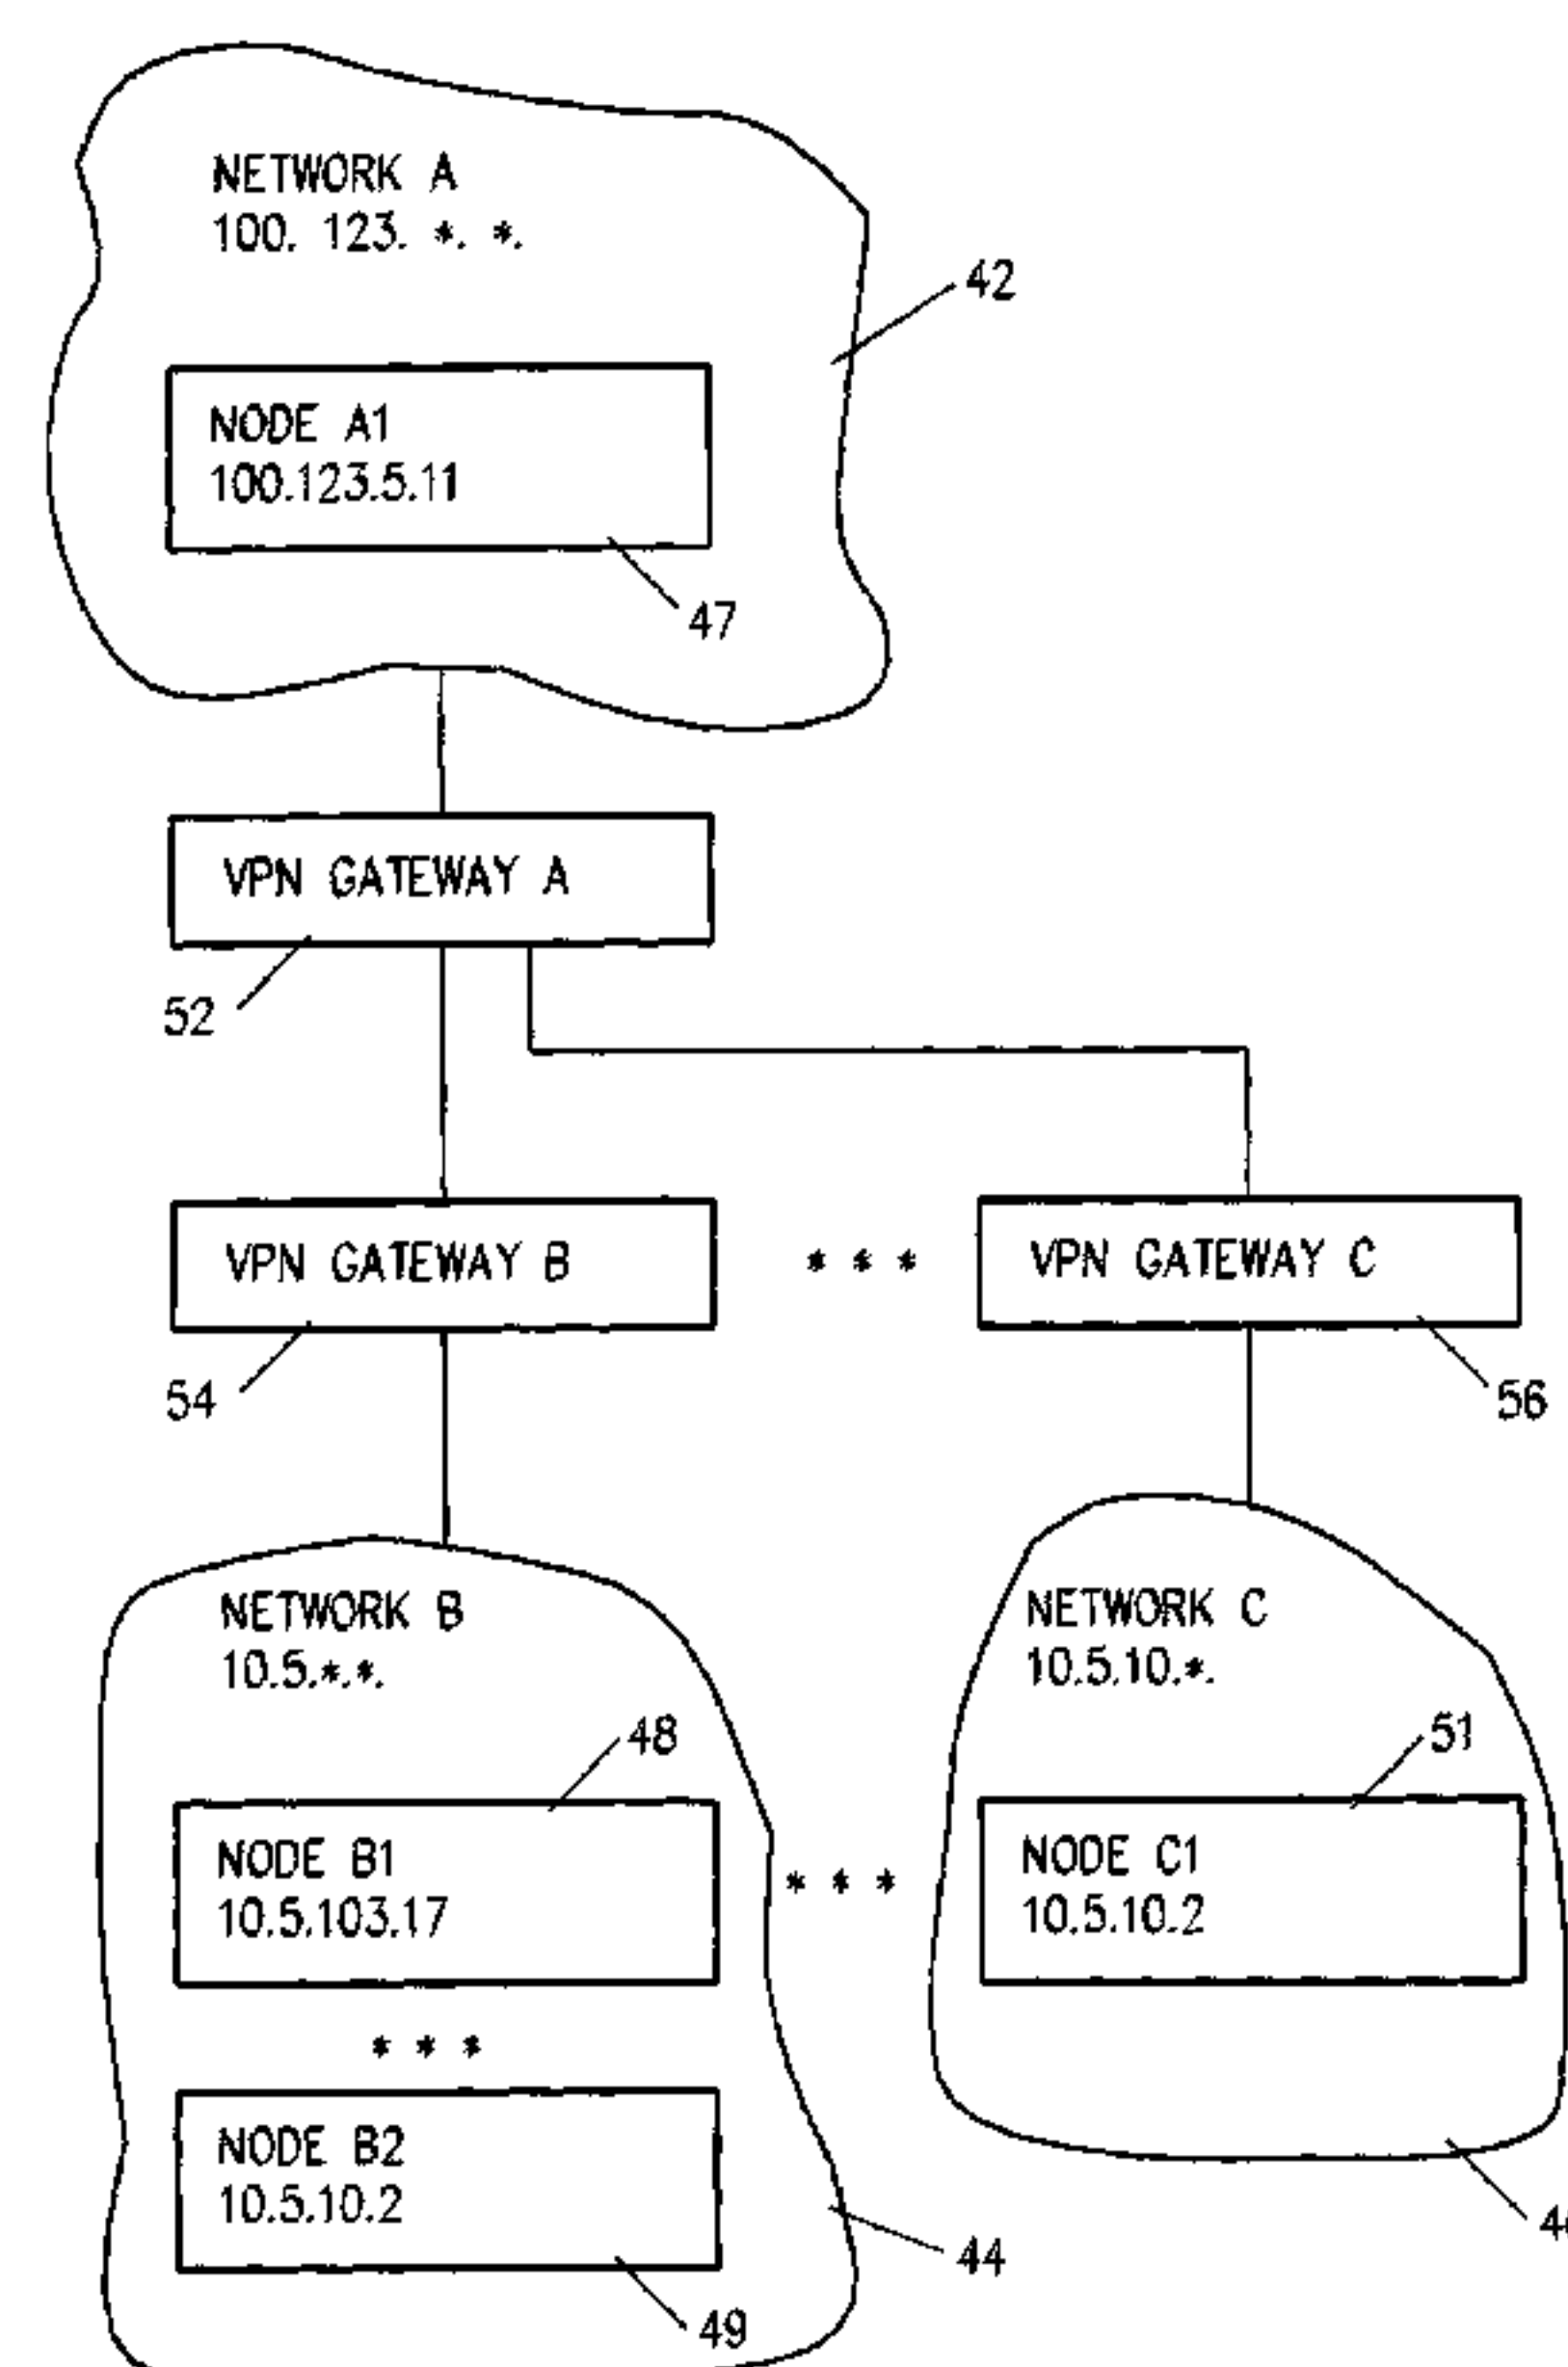 NETWORK A
100. 123. *. *.
42
NODE A1
100.123.5.11
47
VPN GATEWAY A
52
VPN GATEWAY B
* * *
VPN GATEWAY C
54
56
NETWORK B
10.5.*.*.
NETWORK C
10.5.10.*.
48
51
NODE B1
10.5.103.17
* * *
NODE C1
10.5.10.2
* * *
NODE B2
10.5.10.2
44
49